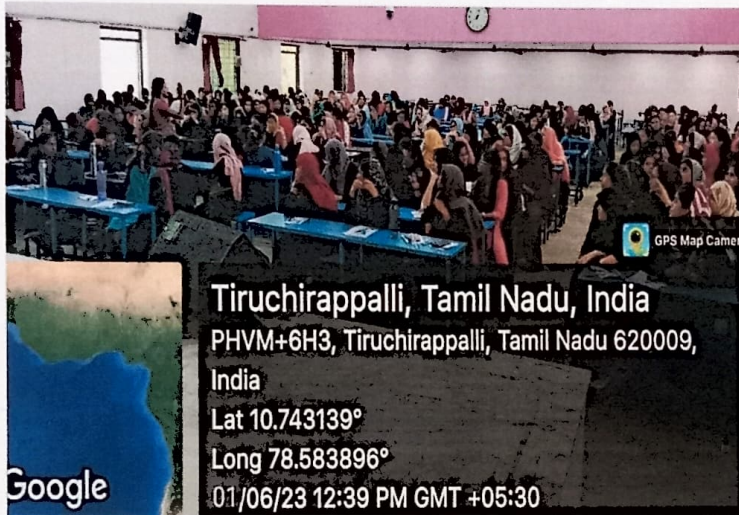 GPS Map Camer
Tiruchirappalli, Tamil Nadu, India
PHVM+6H3, Tiruchirappalli, Tamil Nadu 620009,
India
Lat 10.743139°
Long 78.583896°
01/06/23 12:39 PM GMT +05:30
Google